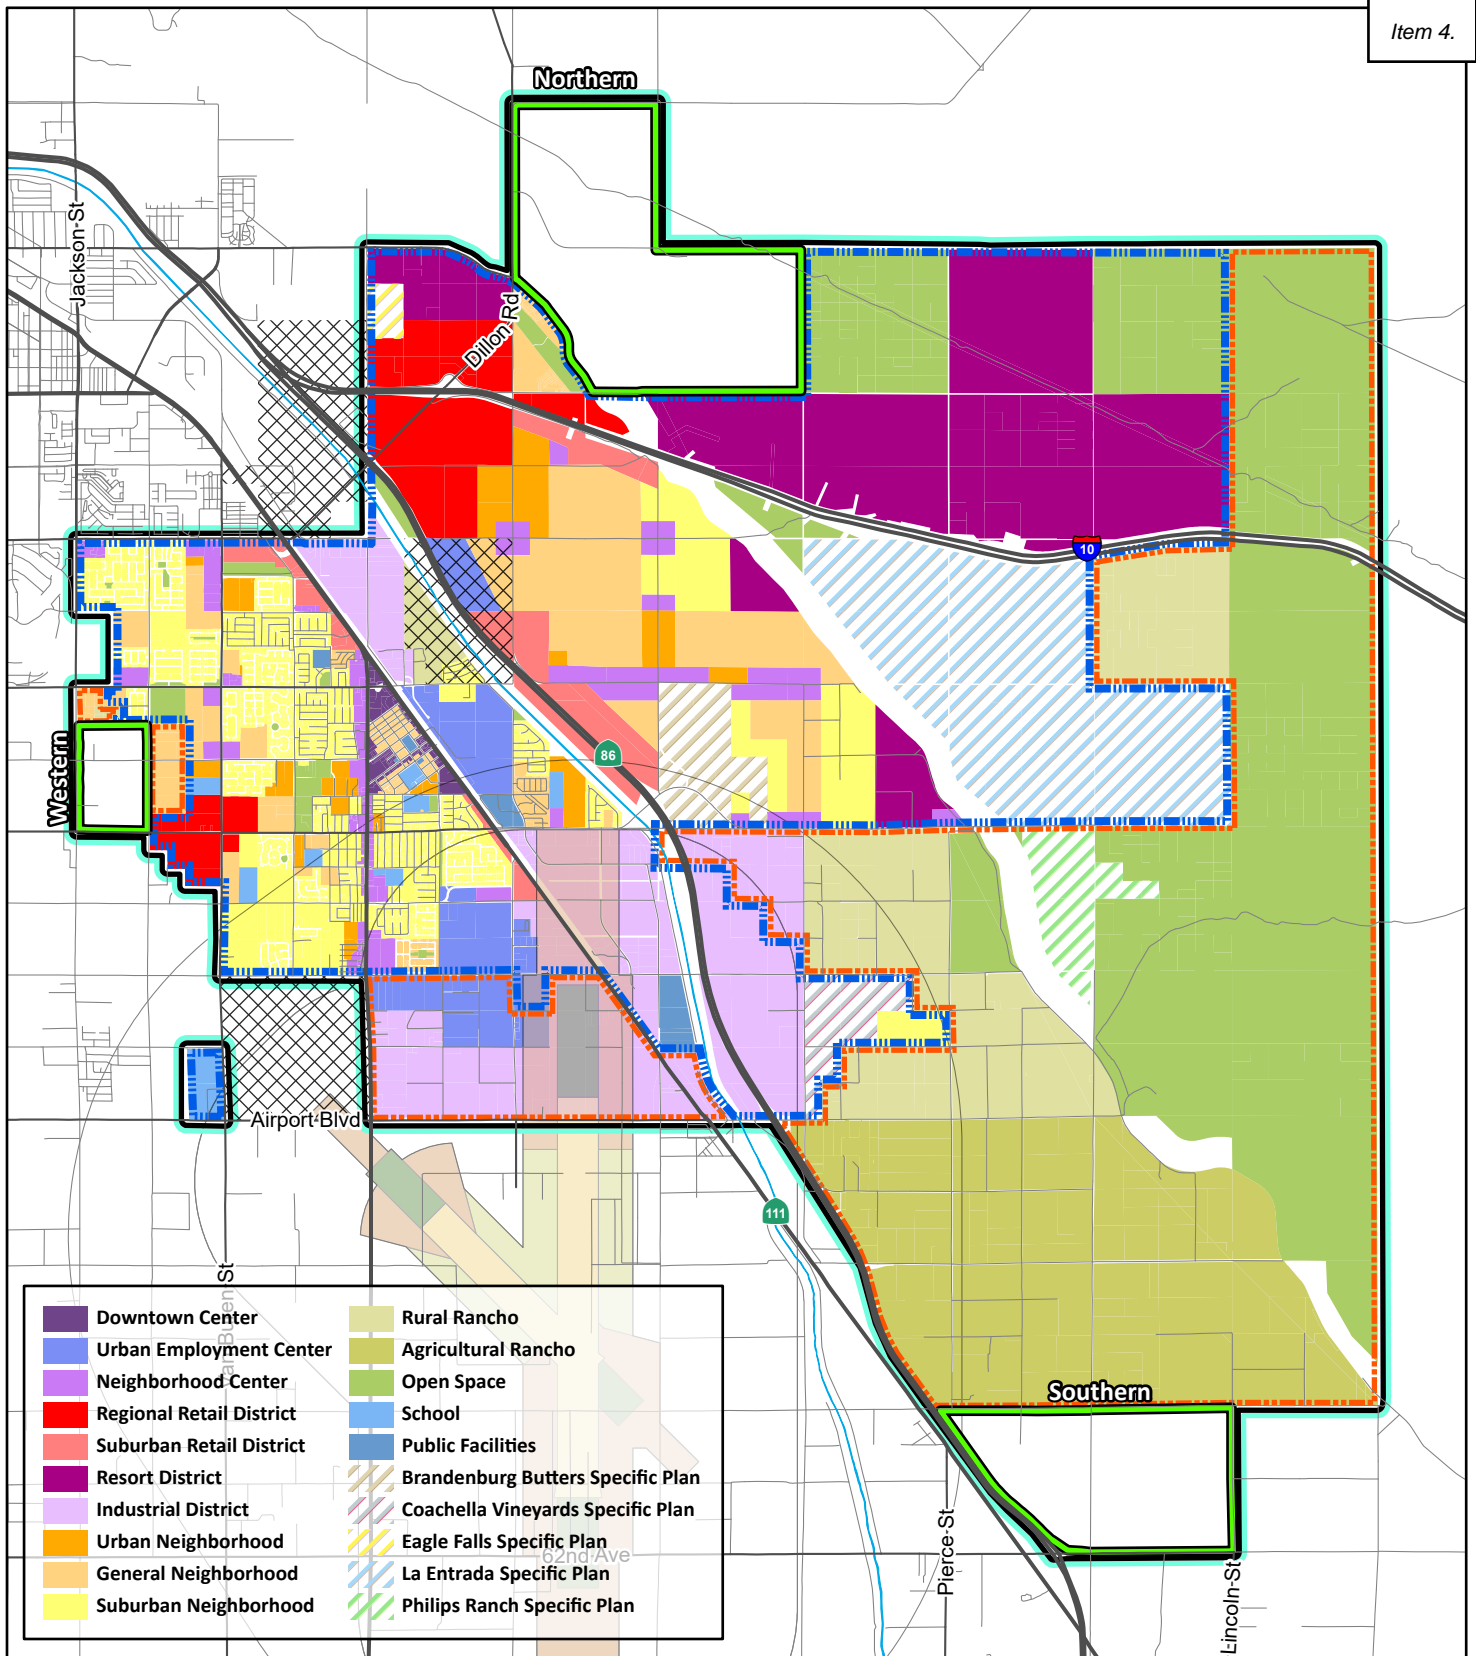 Item 4.
Northern
Jackson St
Dillon Rd
10
Western
86
Airport Blvd
111
Van Buren St
Southern
Downtown Center
Urban Employment Center
Neighborhood Center
Regional Retail District
Suburban Retail District
Resort District
Industrial District
Urban Neighborhood
General Neighborhood
Suburban Neighborhood
Rural Rancho
Agricultural Rancho
Open Space
School
Public Facilities
Brandenburg Butters Specific Plan
Coachella Vineyards Specific Plan
Eagle Falls Specific Plan
La Entrada Specific Plan
Philips Ranch Specific Plan
62nd Ave
Pierce St
Lincoln St